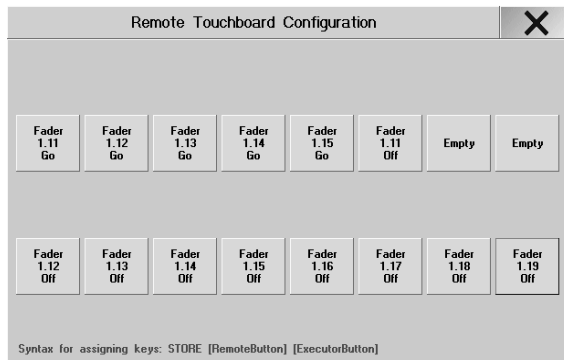 Remote Touchboard Configuration
Fader
1.11
Go
Fader
1.12
Go
Fader
1.13
Go
Fader
1.14
Go
Fader
1.15
Go
Fader
1.11
Off
Empty
Empty
Fader
1.12
Off
Fader
1.13
Off
Fader
1.14
Off
Fader
1.15
Off
Fader
1.16
Off
Fader
1.17
Off
Fader
1.18
Off
Fader
1.19
Off
Syntax for assigning keys: STORE [RemoteButton] [ExecutorButton]